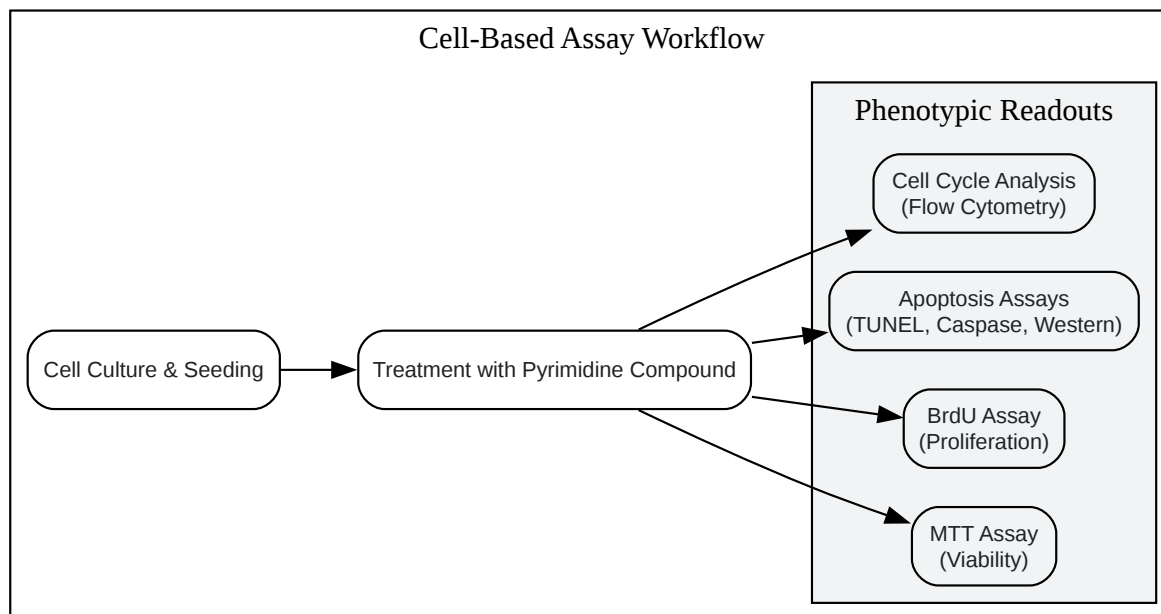 Cell-Based Assay Workflow
Phenotypic Readouts
Cell Cycle Analysis
(Flow Cytometry)
Apoptosis Assays
(TUNEL, Caspase, Western)
Cell Culture & Seeding
Treatment with Pyrimidine Compound
BrdU Assay
(Proliferation)
MTT Assay
(Viability)